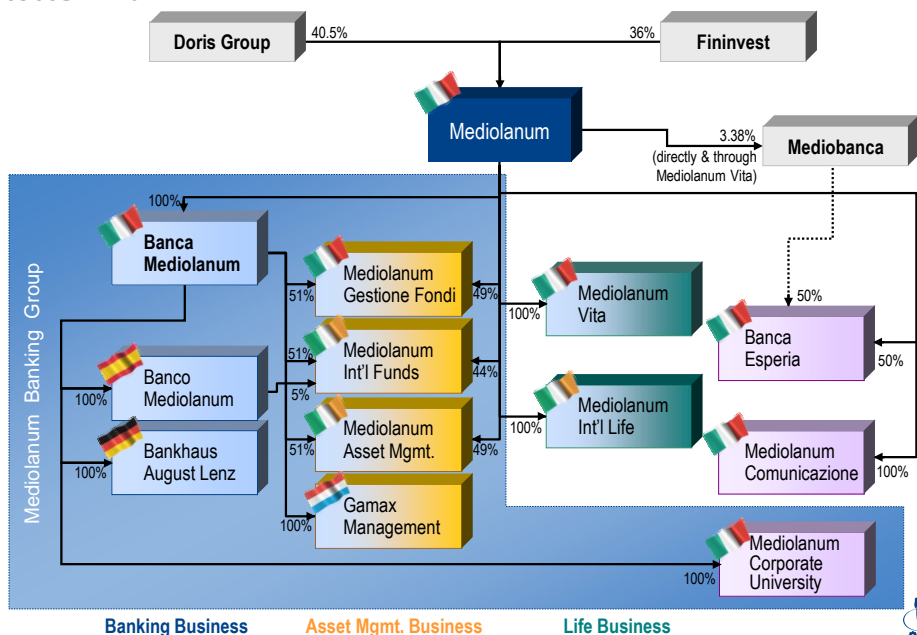 Doris Group
40.5%
36%
Fininvest
Mediolanum
3.38%
(directly & through
Mediolanum Vita)
Mediobanca
Mediolanum Banking Group
100%
Banca
Mediolanum
Mediolanum
Gestione Fondi
51%
49%
Mediolanum
Vita
100%
50%
Banca
Esperia
50%
Banco
Mediolanum
100%
Mediolanum
Int'l Funds
51%
5%
44%
Mediolanum
Int'l Life
100%
Bankhaus
August Lenz
100%
Mediolanum
Asset Mgmt.
51%
49%
Mediolanum
Comunicazione
100%
Gamax
Management
100%
Mediolanum
Corporate
University
100%
Banking Business
Asset Mgmt. Business
Life Business